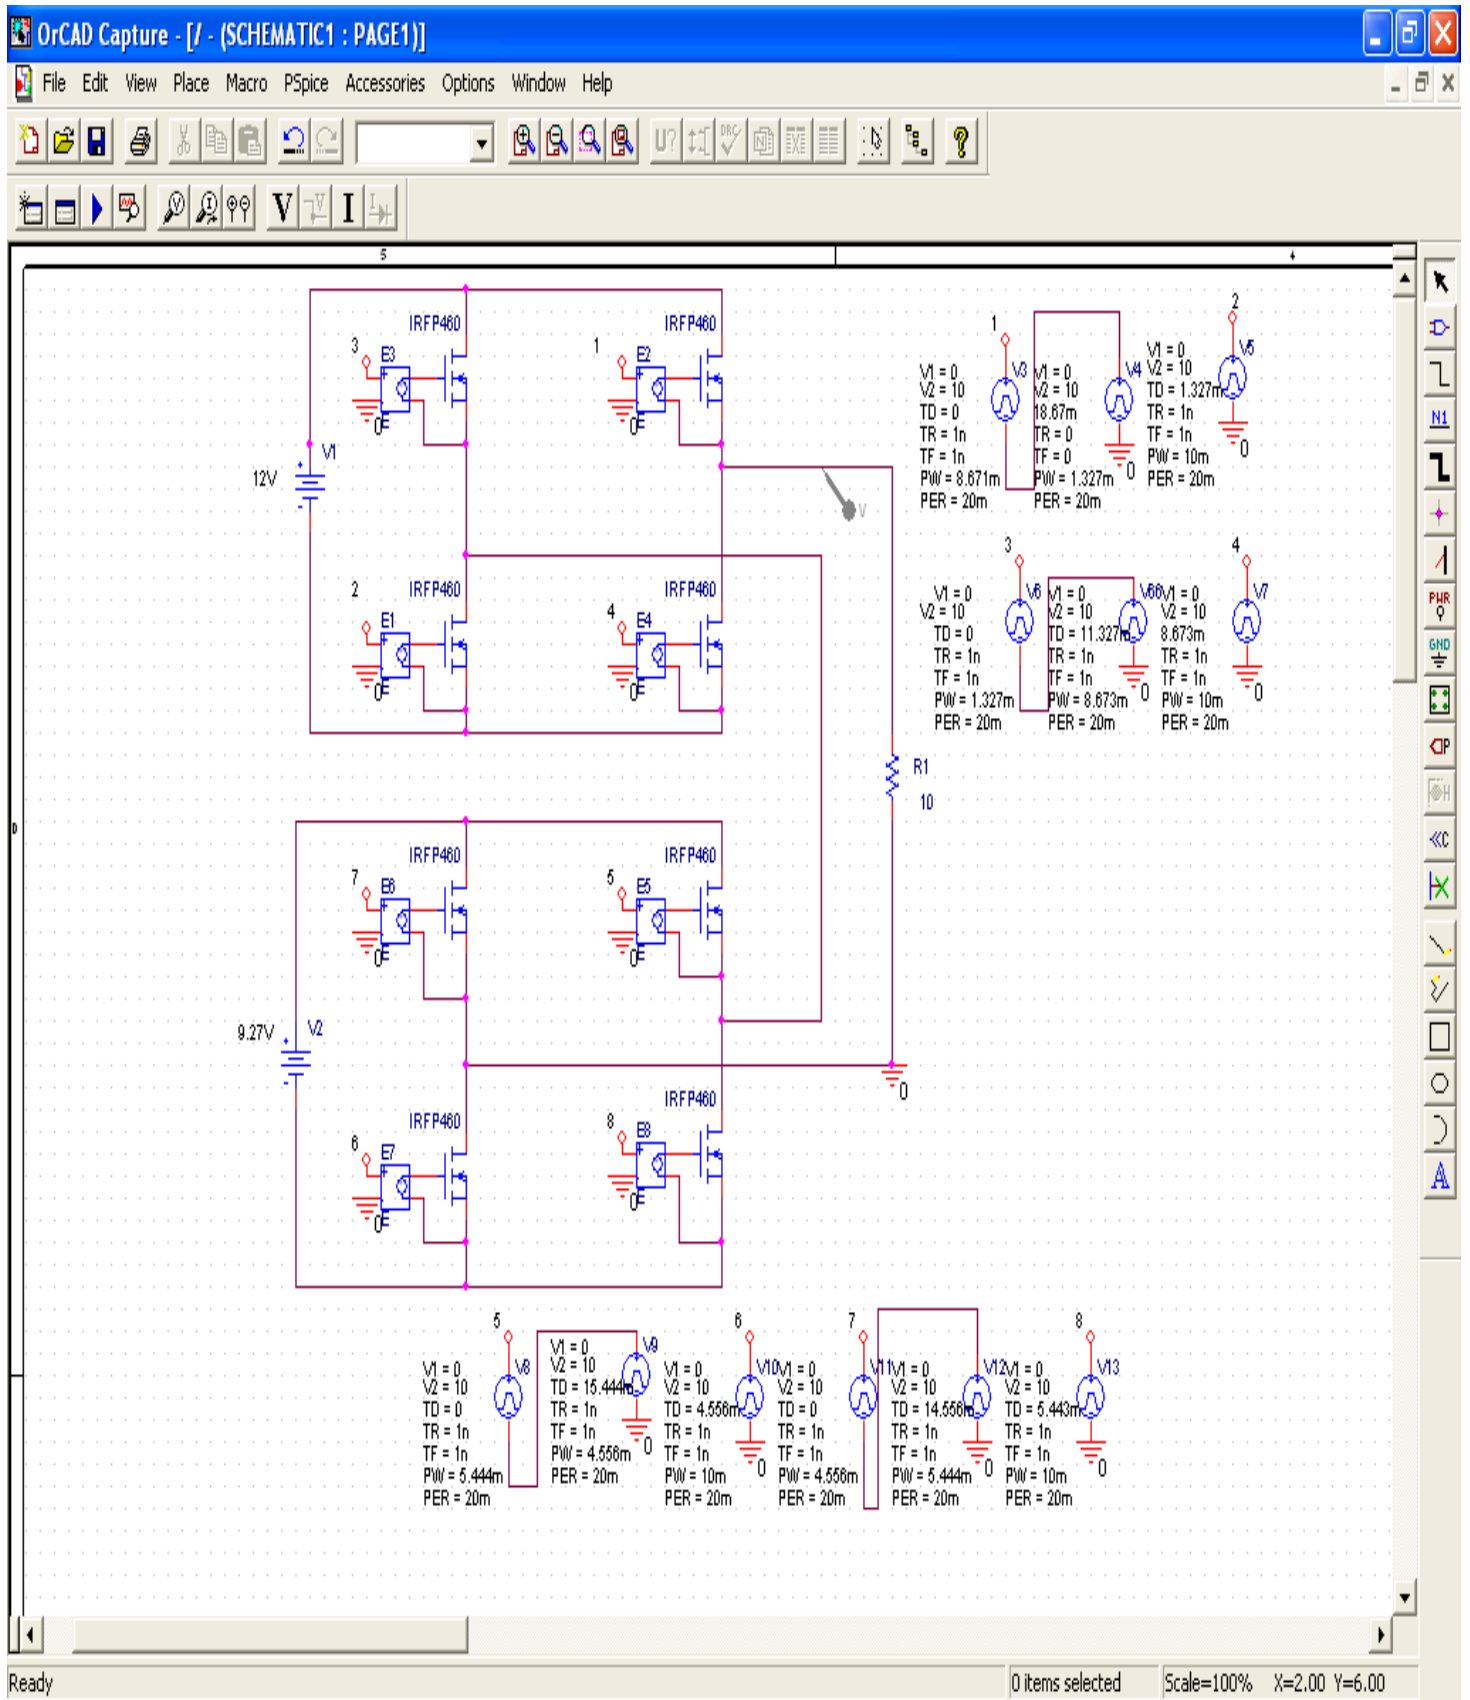 OrCAD Capture - [/ - (SCHEMATIC1 : PAGE1)]
File Edit View Place Macro PSpice Accessories Options Window Help
U? DRC
V I
5 4
IRFP460 IRFP460
3 E3 E
0
1 E2 E
0
V1
12V
IRFP460 IRFP460
2 E1 E
0
4 E4 E
0
1
V3
V1 = 0
V2 = 10
TD = 0
TR = 1n
TF = 1n
PW = 8.671m
PER = 20m
V4
V1 = 0
V2 = 10
18.67m
TR = 0
TF = 0
PW = 1.327m
PER = 20m
0
2
V5
V1 = 0
V2 = 10
TD = 1.327m
TR = 1n
TF = 1n
PW = 10m
PER = 20m
0
V
3
V6
V1 = 0
V2 = 10
TD = 0
TR = 1n
TF = 1n
PW = 1.327m
PER = 20m
V66
V1 = 0
V2 = 10
TD = 11.327m
TR = 1n
TF = 1n
PW = 8.673m
PER = 20m
0
4
V7
V1 = 0
V2 = 10
8.673m
TR = 1n
TF = 1n
PW = 10m
PER = 20m
0
R1
10
D
IRFP460 IRFP460
7 E6 E
0
5 E5 E
0
9.27V
V2
0
IRFP460 IRFP460
6 E7 E
0
8 E8 E
0
5
V8
V1 = 0
V2 = 10
TD = 0
TR = 1n
TF = 1n
PW = 5.444m
PER = 20m
V9
V1 = 0
V2 = 10
TD = 15.444m
TR = 1n
TF = 1n
PW = 4.556m
PER = 20m
0
6
V10
V1 = 0
V2 = 10
TD = 4.556m
TR = 1n
TF = 1n
PW = 10m
PER = 20m
0
7
V11
V1 = 0
V2 = 10
TD = 0
TR = 1n
TF = 1n
PW = 4.556m
PER = 20m
V12
V1 = 0
V2 = 10
TD = 14.556m
TR = 1n
TF = 1n
PW = 5.444m
PER = 20m
0
8
V13
V1 = 0
V2 = 10
TD = 5.443m
TR = 1n
TF = 1n
PW = 10m
PER = 20m
0
N1
PWR
GND
P
H
C
A
Ready
0 items selected
Scale=100% X=2.00 Y=6.00